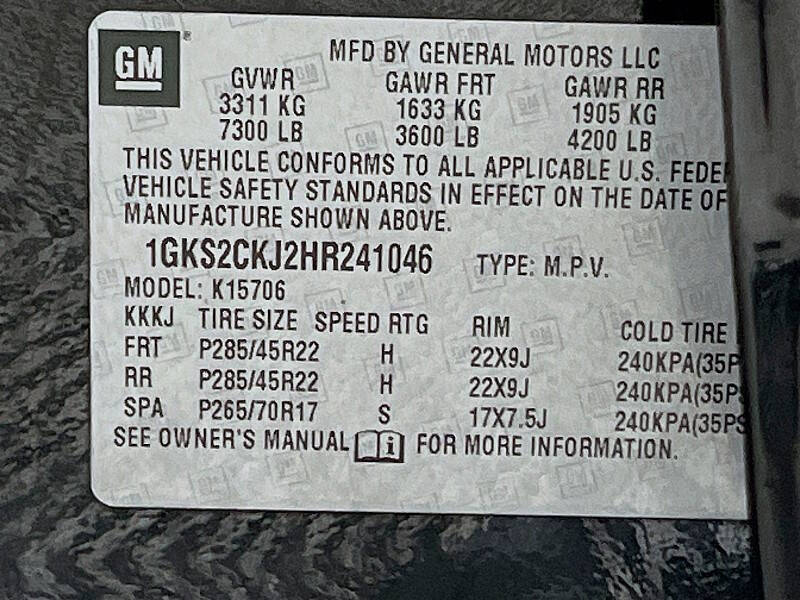 GM
MFD BY GENERAL MOTORS LLC
GVWR GAWR FRT GAWR RR
3311 KG 1633 KG 1905 KG
7300 LB 3600 LB 4200 LB
THIS VEHICLE CONFORMS TO ALL APPLICABLE U.S. FEDE
VEHICLE SAFETY STANDARDS IN EFFECT ON THE DATE OF
MANUFACTURE SHOWN ABOVE.
1GKS2CKJ2HR241046 TYPE: M.P.V.
MODEL: K15706
KKKJ TIRE SIZE SPEED RTG RIM COLD TIRE
FRT P285/45R22 H 22X9J 240KPA(35P
RR P285/45R22 H 22X9J 240KPA(35P
SPA P265/70R17 S 17X7.5J 240KPA(35PS
SEE OWNER'S MANUAL i FOR MORE INFORMATION.